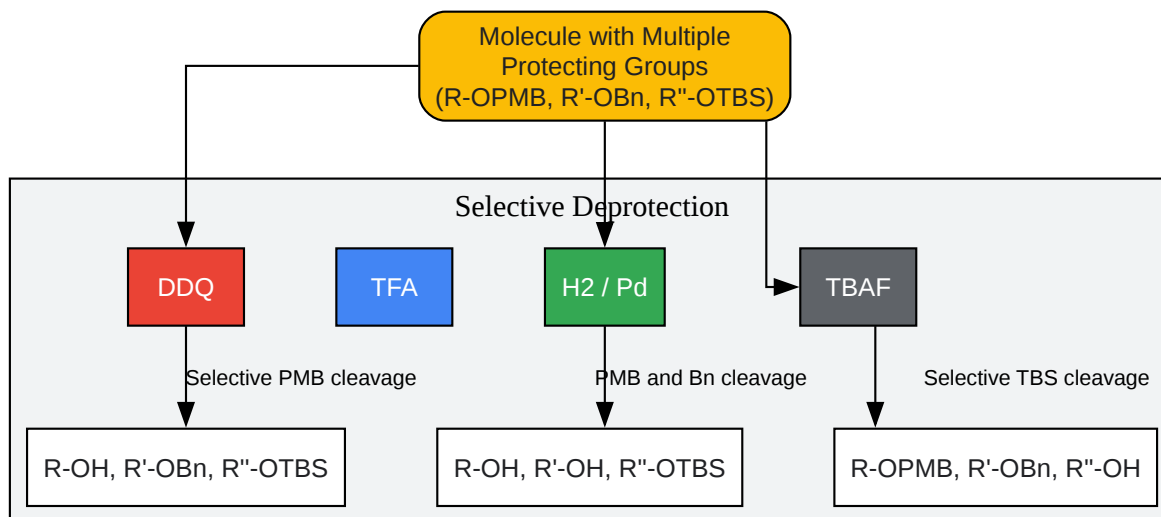 Molecule with Multiple
Protecting Groups
(R-OPMB, R'-OBn, R''-OTBS)
Selective Deprotection
DDQ
TFA
H2 / Pd
TBAF
Selective PMB cleavage
PMB and Bn cleavage
Selective TBS cleavage
R-OH, R'-OBn, R''-OTBS
R-OH, R'-OH, R''-OTBS
R-OPMB, R'-OBn, R''-OH